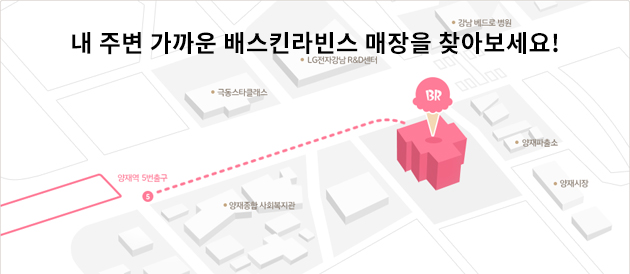 강남 베드로 병원
내 주변 가까운 배스킨라빈스 매장을 찾아보세요!
LG전자강남 R&D센터
극동스타클래스
BR
양재파출소
양재역 5번출구
5
양재시장
양재종합 사회복지관